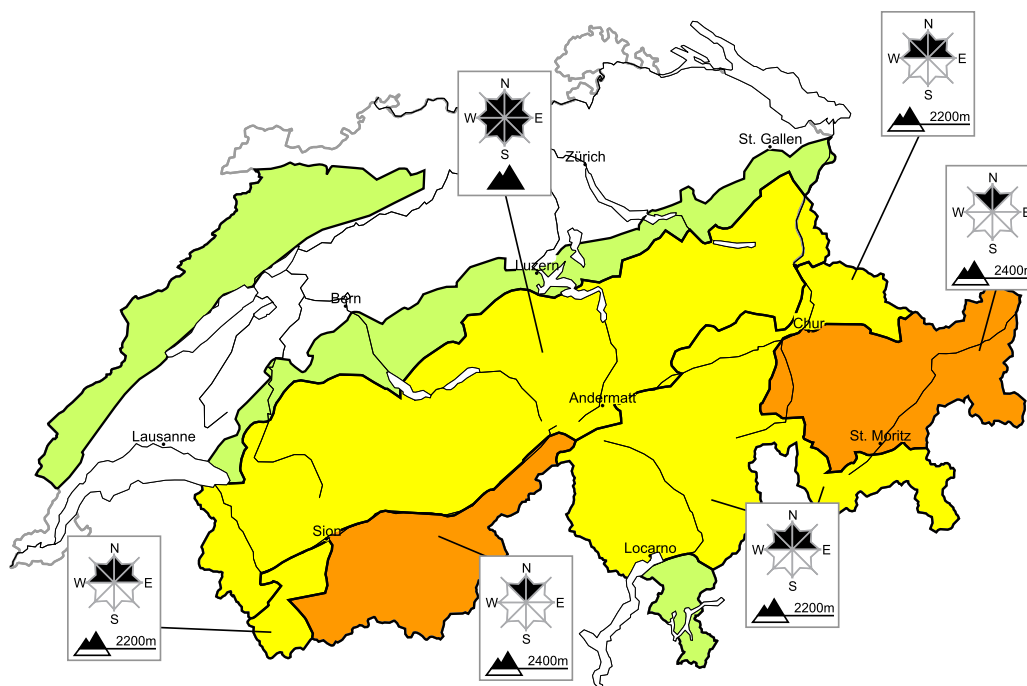 N
W E
S
2200m
N
W E
S
St. Gallen
Zürich
N
W E
S
2400m
Luzern
Bern
Chur
Andermatt
Lausanne
St. Moritz
Sion
Locarno
N
W E
S
2200m
N
W E
S
2200m
N
W E
S
2400m